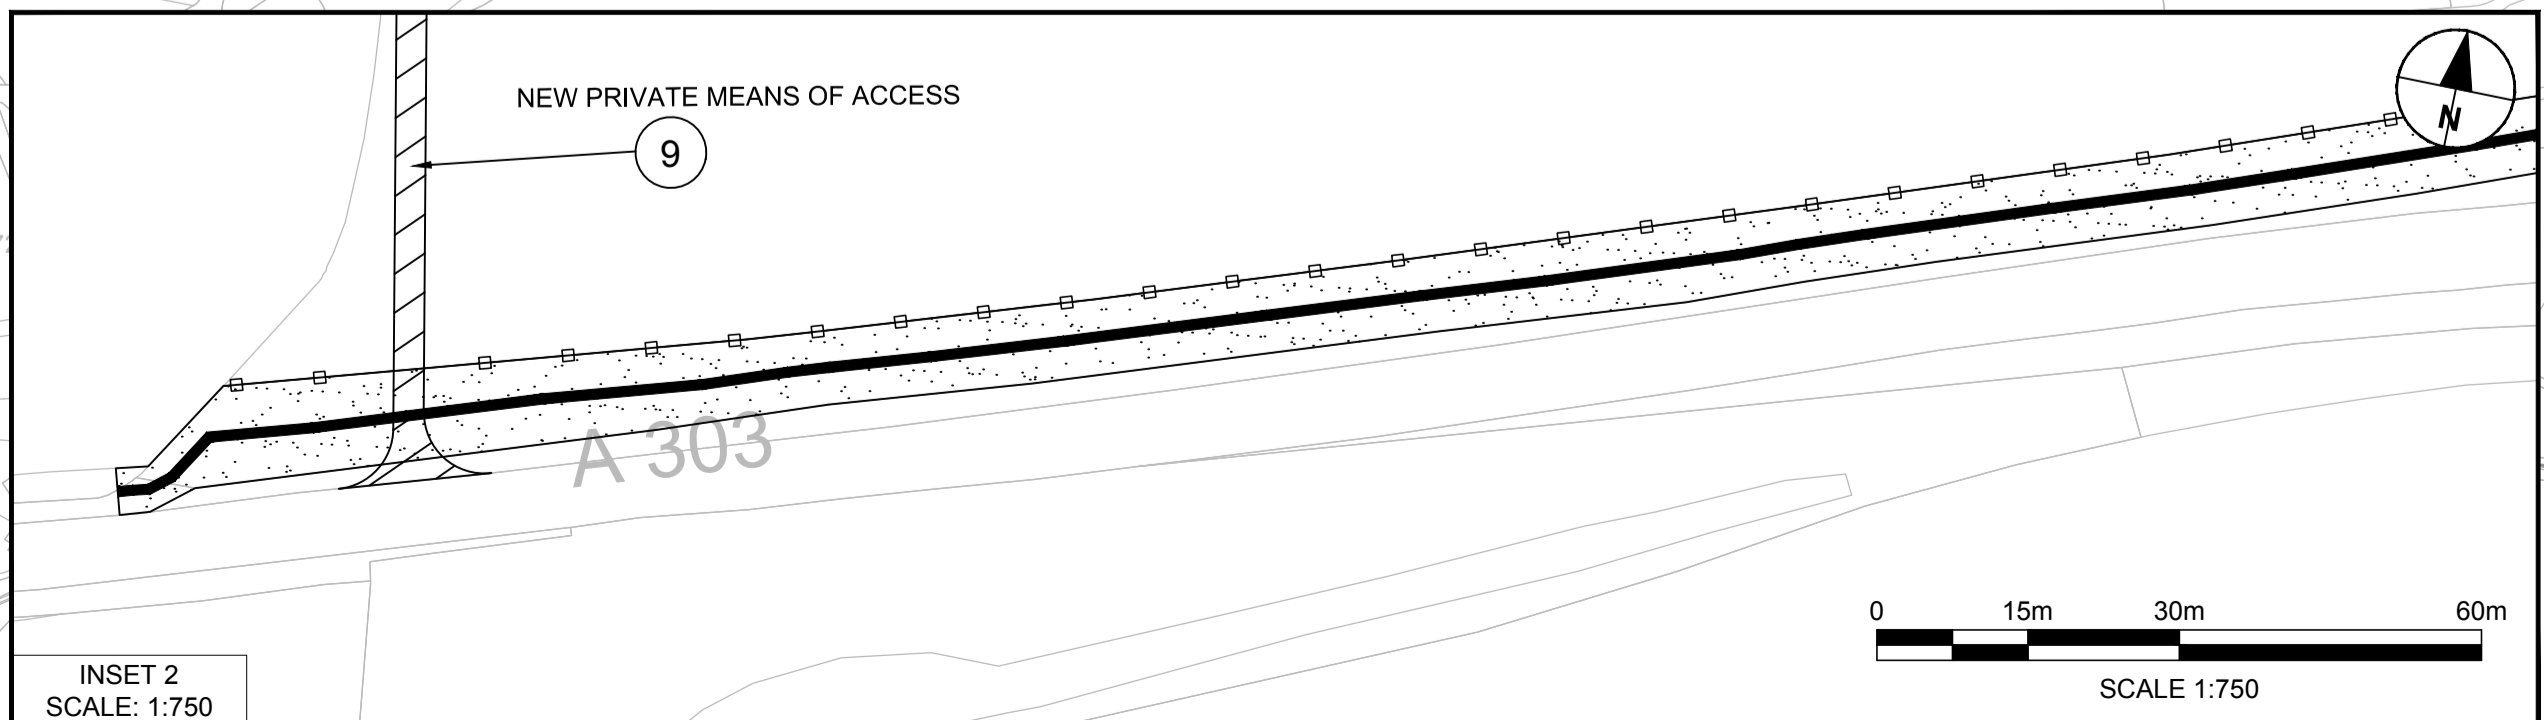 NEW PRIVATE MEANS OF ACCESS
9
N
A 303
0 15m 30m 60m
SCALE 1:750
INSET 2
SCALE: 1:750